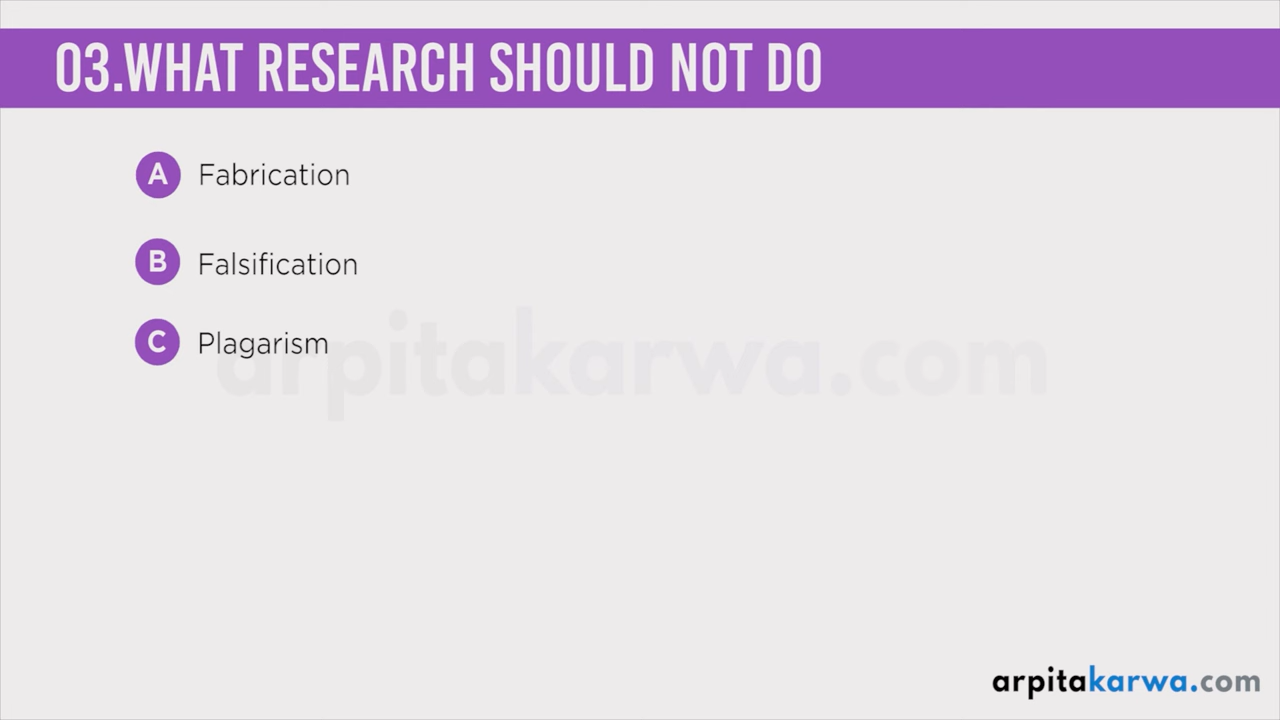 03.WHAT RESEARCH SHOULD NOT DO
A Fabrication
B Falsification
C Plagarism
arpitakarwa.com
arpitakarwa.com